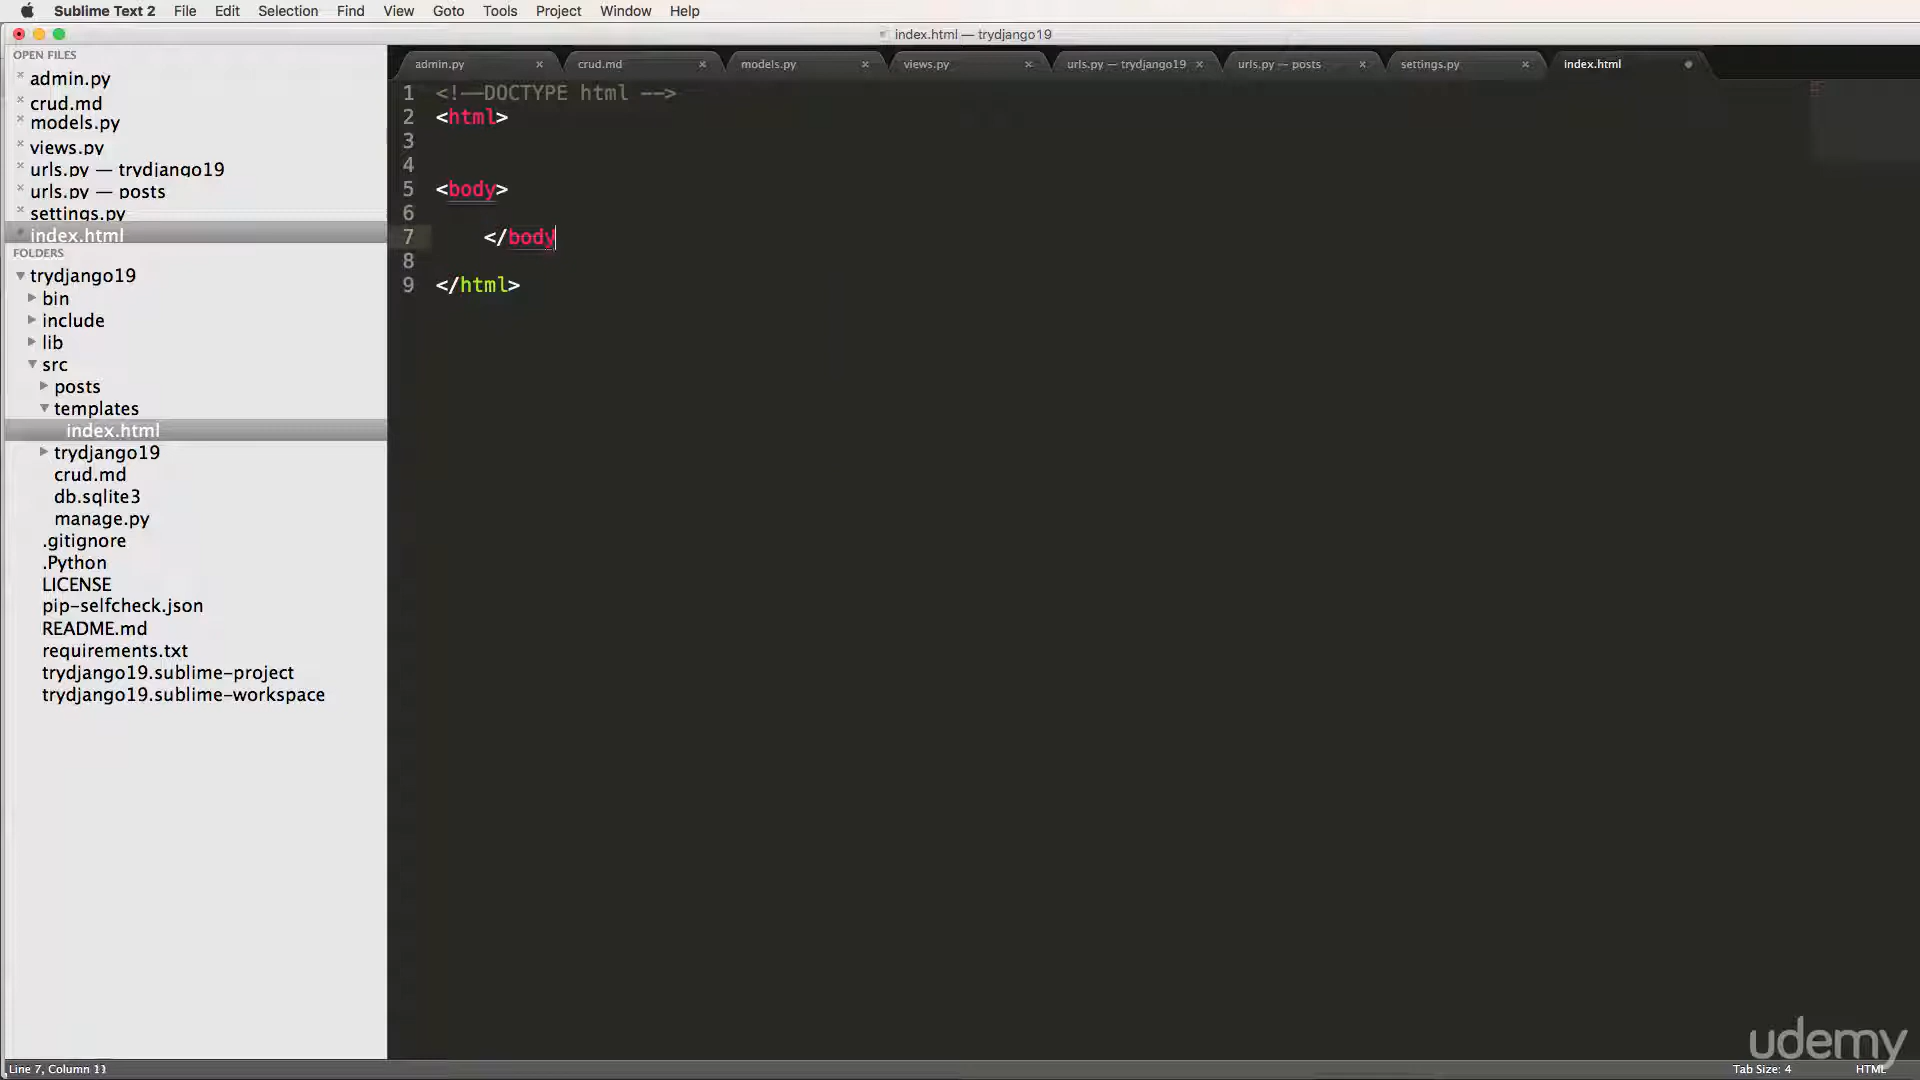 Sublime Text 2 File Edit Selection Find View Goto Tools Project Window Help
index.html — trydjango19
OPEN FILES
admin.py
crud.md
models.py
views.py
urls.py — trydjango19
urls.py — posts
settings.py
index.html
FOLDERS
trydjango19
bin
include
lib
src
posts
templates
index.html
trydjango19
crud.md
db.sqlite3
manage.py
.gitignore
.Python
LICENSE
pip-selfcheck.json
README.md
requirements.txt
trydjango19.sublime-project
trydjango19.sublime-workspace
admin.py crud.md models.py views.py urls.py — trydjango19 urls.py — posts settings.py index.html
1 <!--DOCTYPE html -->
2 <html>
3
4
5 <body>
6
7 </body
8
9 </html>
udemy
Line 7, Column 11 Tab Size: 4 HTML